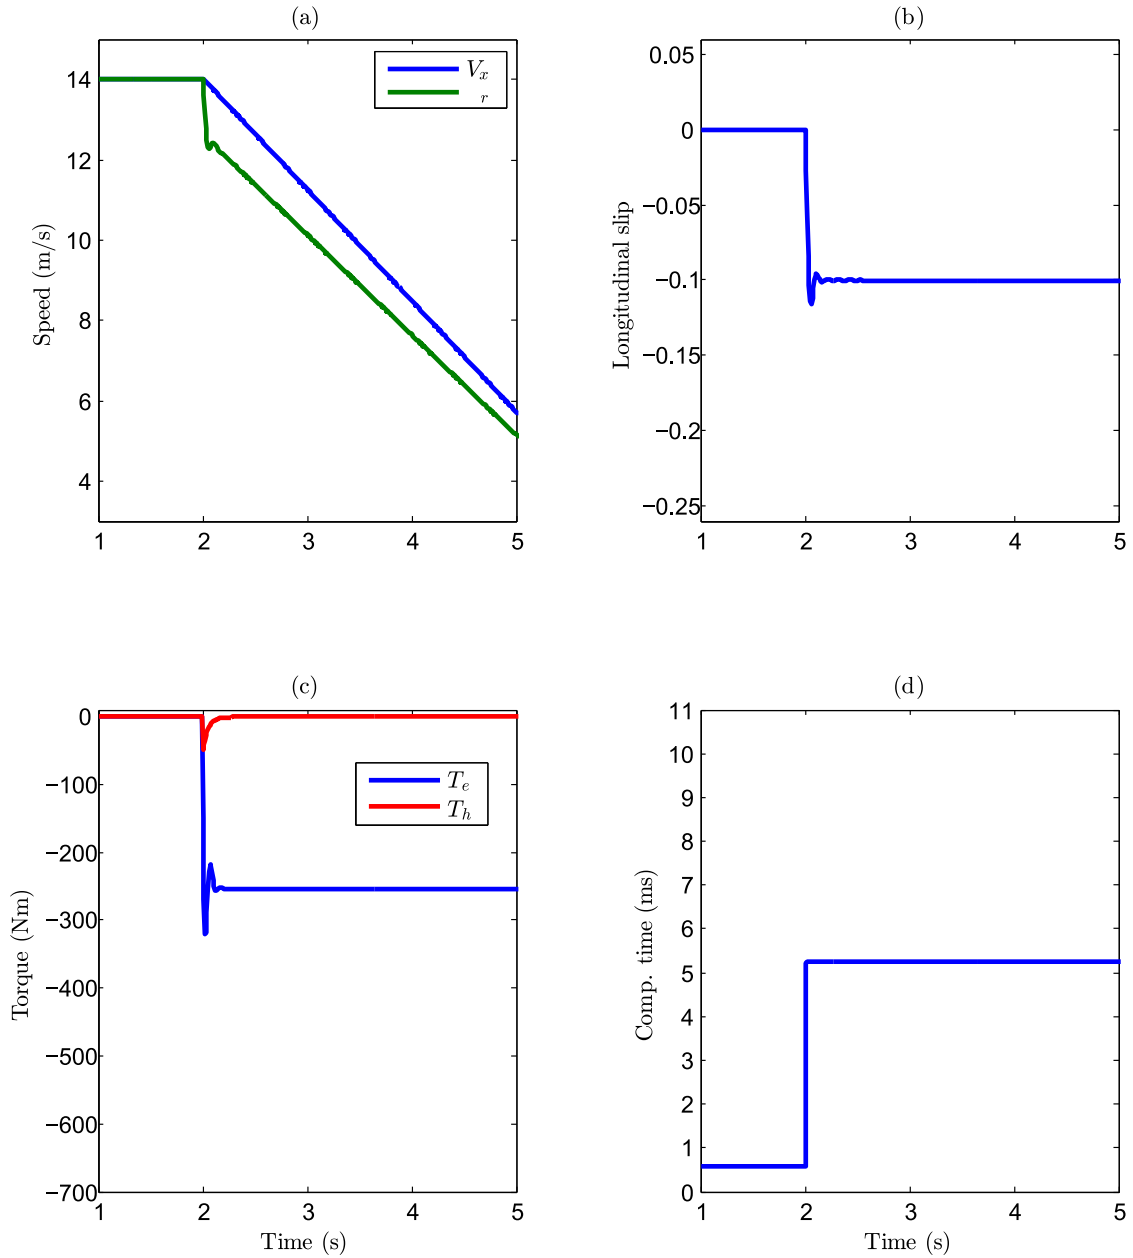 (a)
15
14
12
10
8
6
4
1 2 3 4 5
Speed (m/s)
V_x
r
(b)
0.05
0
−0.05
−0.1
−0.15
−0.2
−0.25
1 2 3 4 5
Longitudinal slip
(c)
0
−100
−200
−300
−400
−500
−600
−700
1 2 3 4 5
Torque (Nm)
Time (s)
T_e
T_h
(d)
11
10
9
8
7
6
5
4
3
2
1
0
1 2 3 4 5
Comp. time (ms)
Time (s)